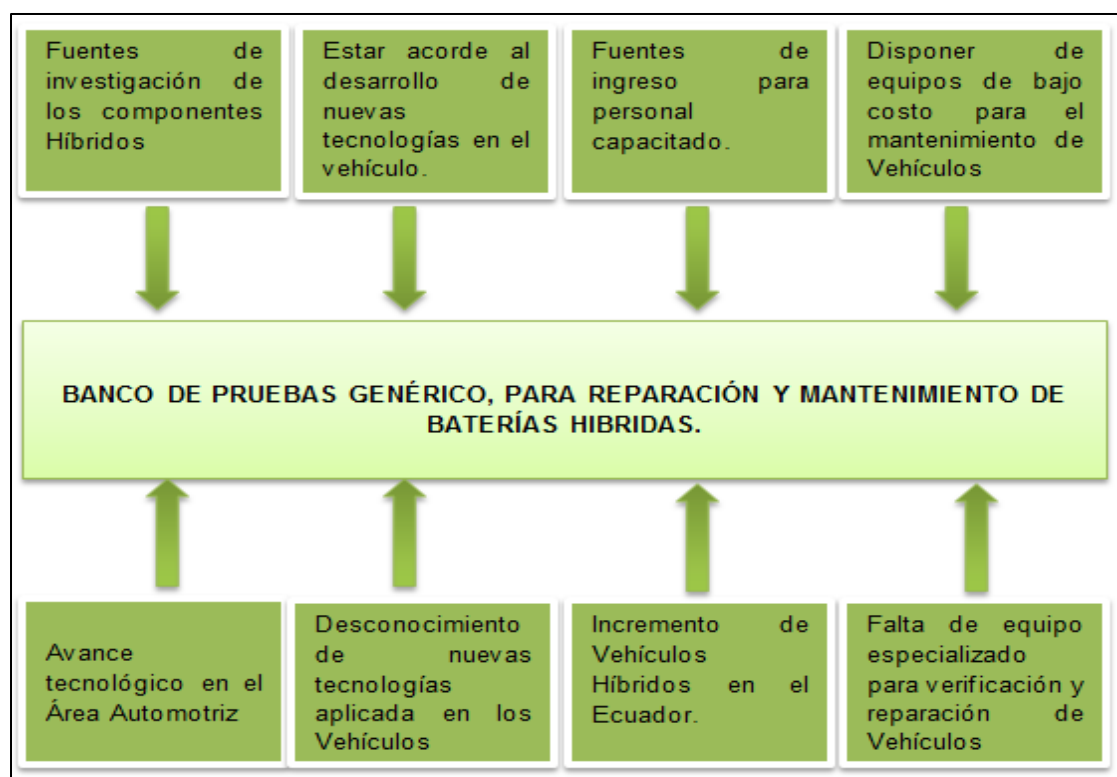 Fuentes de
investigación de
los componentes
Híbridos
Estar acorde al
desarrollo de
nuevas
tecnologías en el
vehículo.
Fuentes de
ingreso para
personal
capacitado.
Disponer de
equipos de bajo
costo para el
mantenimiento de
Vehículos
BANCO DE PRUEBAS GENÉRICO, PARA REPARACIÓN Y MANTENIMIENTO DE
BATERÍAS HIBRIDAS.
Avance
tecnológico en el
Área Automotriz
Desconocimiento
de nuevas
tecnologías
aplicada en los
Vehículos
Incremento de
Vehículos
Híbridos en el
Ecuador.
Falta de equipo
especializado
para verificación y
reparación de
Vehículos